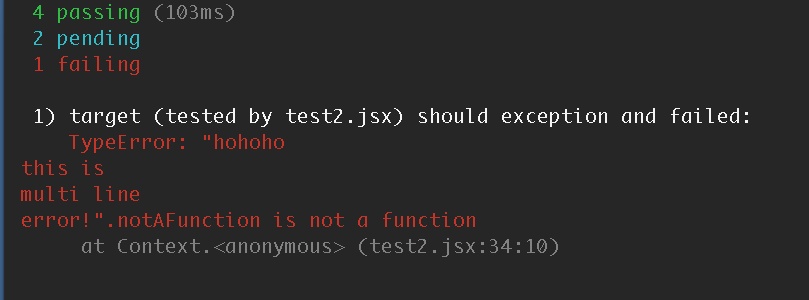 4 passing (103ms)
2 pending
1 failing
1) target (tested by test2.jsx) should exception and failed:
TypeError: "hohoho
this is
multi line
error!".notAFunction is not a function
at Context.<anonymous> (test2.jsx:34:10)